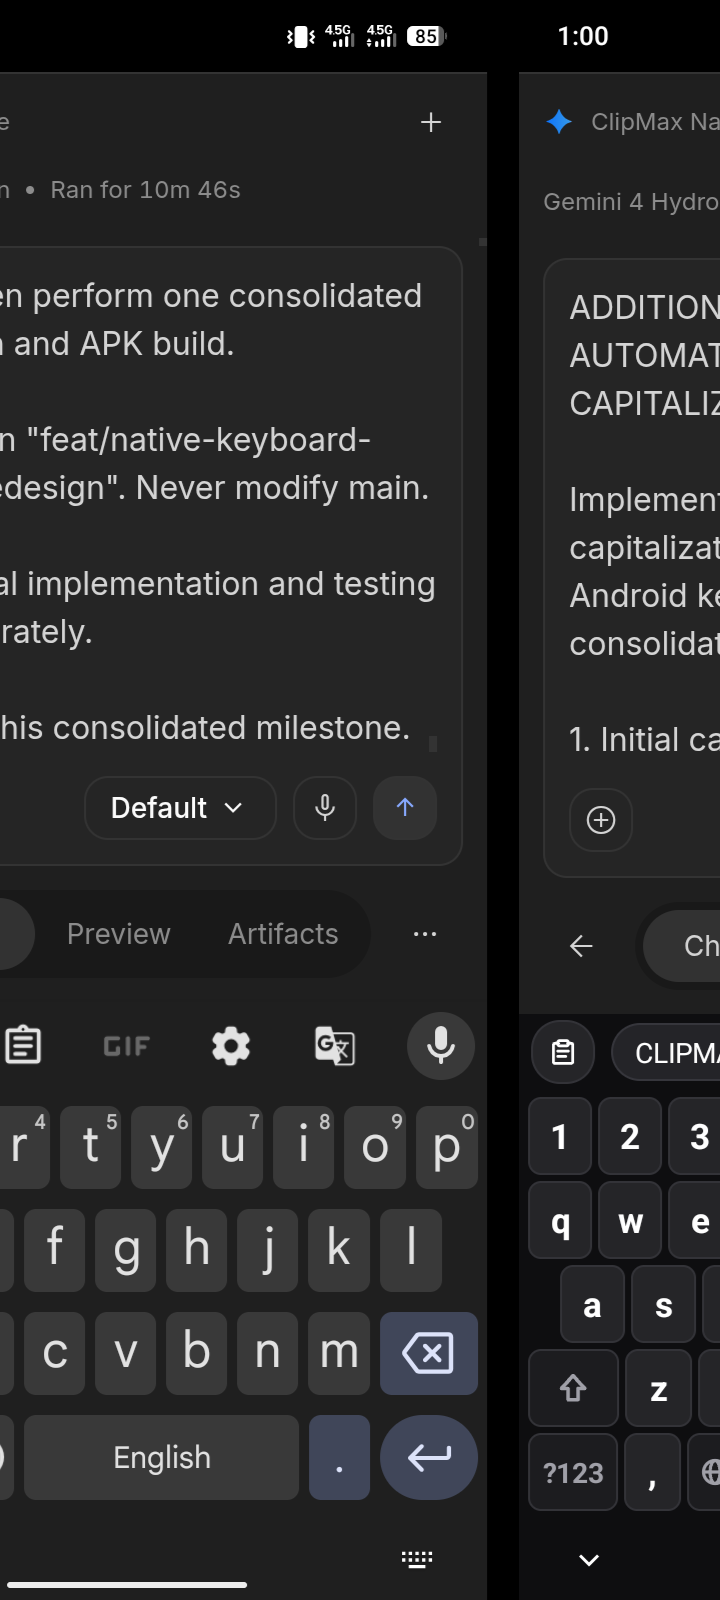 4.5G 4.5G 85
e
n • Ran for 10m 46s
en perform one consolidated
and APK build.
n "feat/native-keyboard-
edesign". Never modify main.
al implementation and testing
rately.
his consolidated milestone.
Default
Preview Artifacts
GIF
r 4 t 5 y 6 u 7 i 8 o 9 p 0
f g h j k l
c v b n m
English .
1:00
ClipMax Na
Gemini 4 Hydro
ADDITION
AUTOMAT
CAPITALIZ
Implement
capitalizat
Android ke
consolidat
1. Initial ca
Ch
CLIPMA
1 2 3
q w e
a s
z
?123 ,